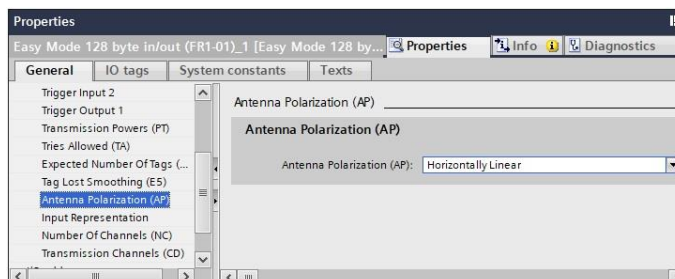 Properties
Easy Mode 128 byte in/out (FR1-01)_1 [Easy Mode 128 by...
Properties
Info
Diagnostics
General
IO tags
System constants
Texts
Trigger Input 2
Trigger Output 1
Transmission Powers (PT)
Tries Allowed (TA)
Expected Number Of Tags (...
Tag Lost Smoothing (E5)
Antenna Polarization (AP)
Input Representation
Number Of Channels (NC)
Transmission Channels (CD)
Antenna Polarization (AP)
Antenna Polarization (AP)
Antenna Polarization (AP): Horizontally Linear